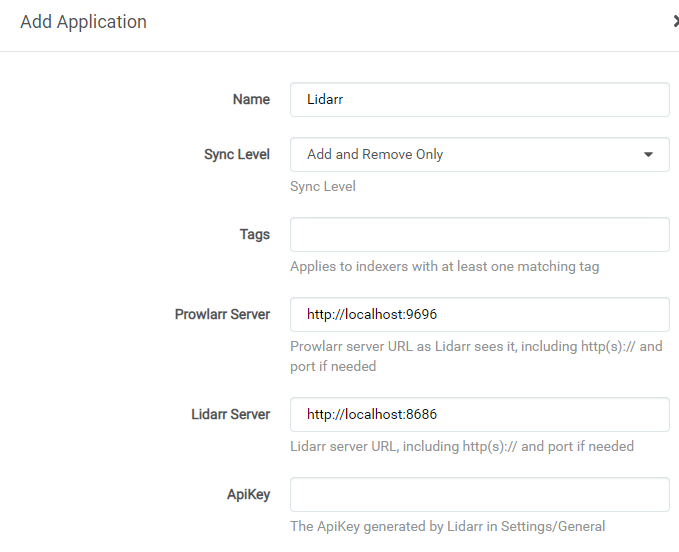 Add Application
Name
Lidarr
Sync Level
Add and Remove Only
Sync Level
Tags
Applies to indexers with at least one matching tag
Prowlarr Server
http://localhost:9696
Prowlarr server URL as Lidarr sees it, including http(s):// and
port if needed
Lidarr Server
http://localhost:8686
Lidarr server URL, including http(s):// and port if needed
ApiKey
The ApiKey generated by Lidarr in Settings/General